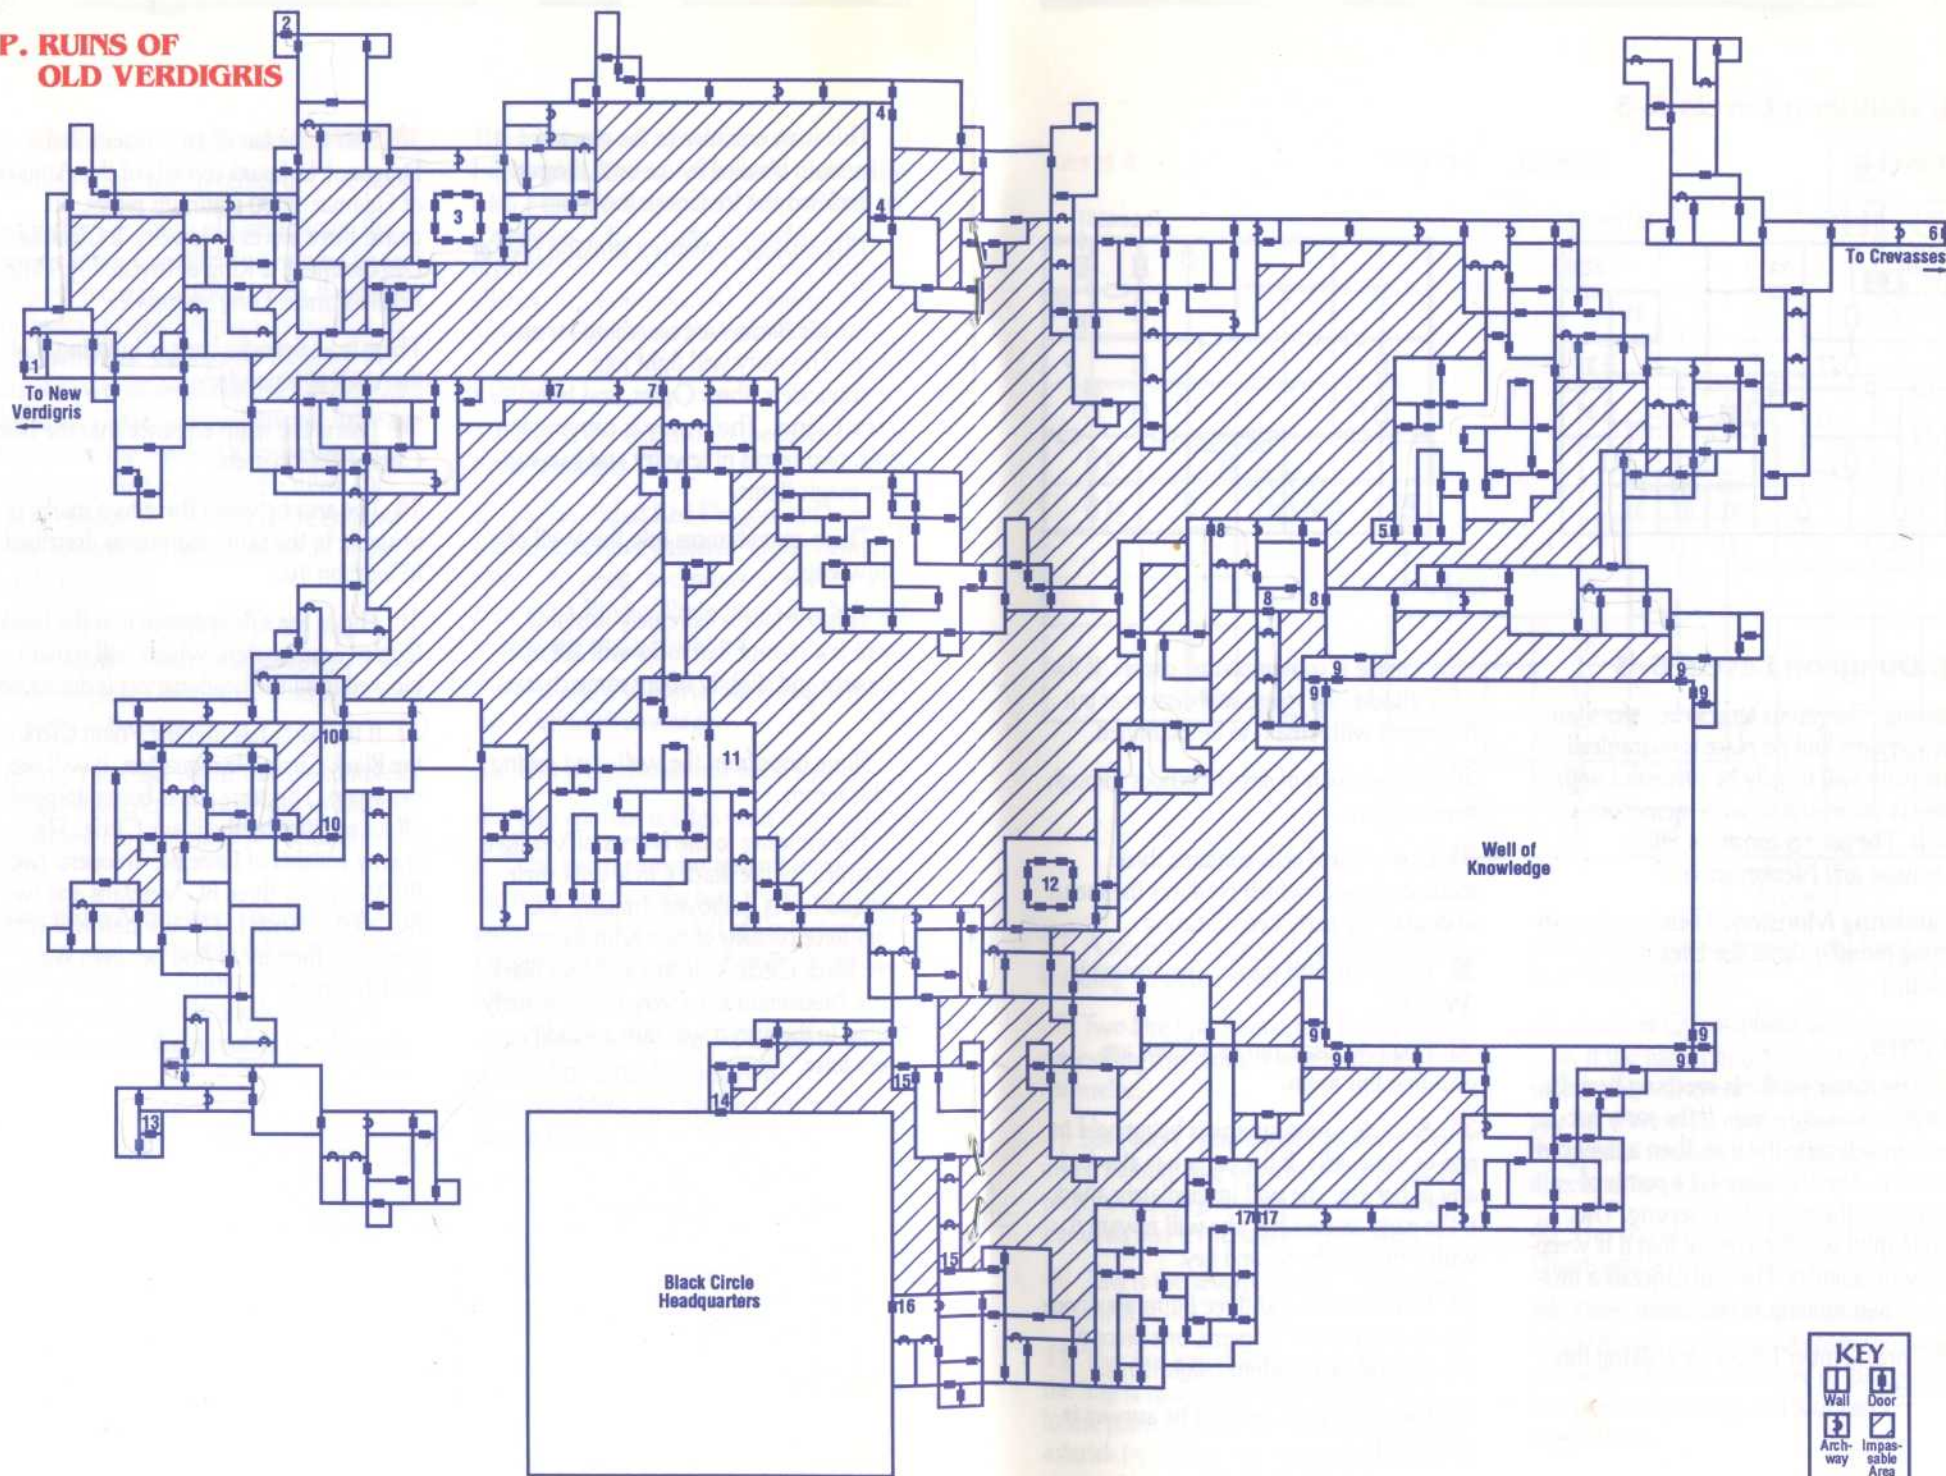 P. RUINS OF
OLD VERDIGRIS
2
4
3
4
6
To Crevasses
1
To New
Verdigris
7
7
5
8
8
8
9
9
9
9
10
11
10
Well of
Knowledge
12
9
9
9
9
9
15
14
13
17
17
15
Black Circle
Headquarters
16
KEY
Wall
Door
Arch-
way
Impas-
sable
Area